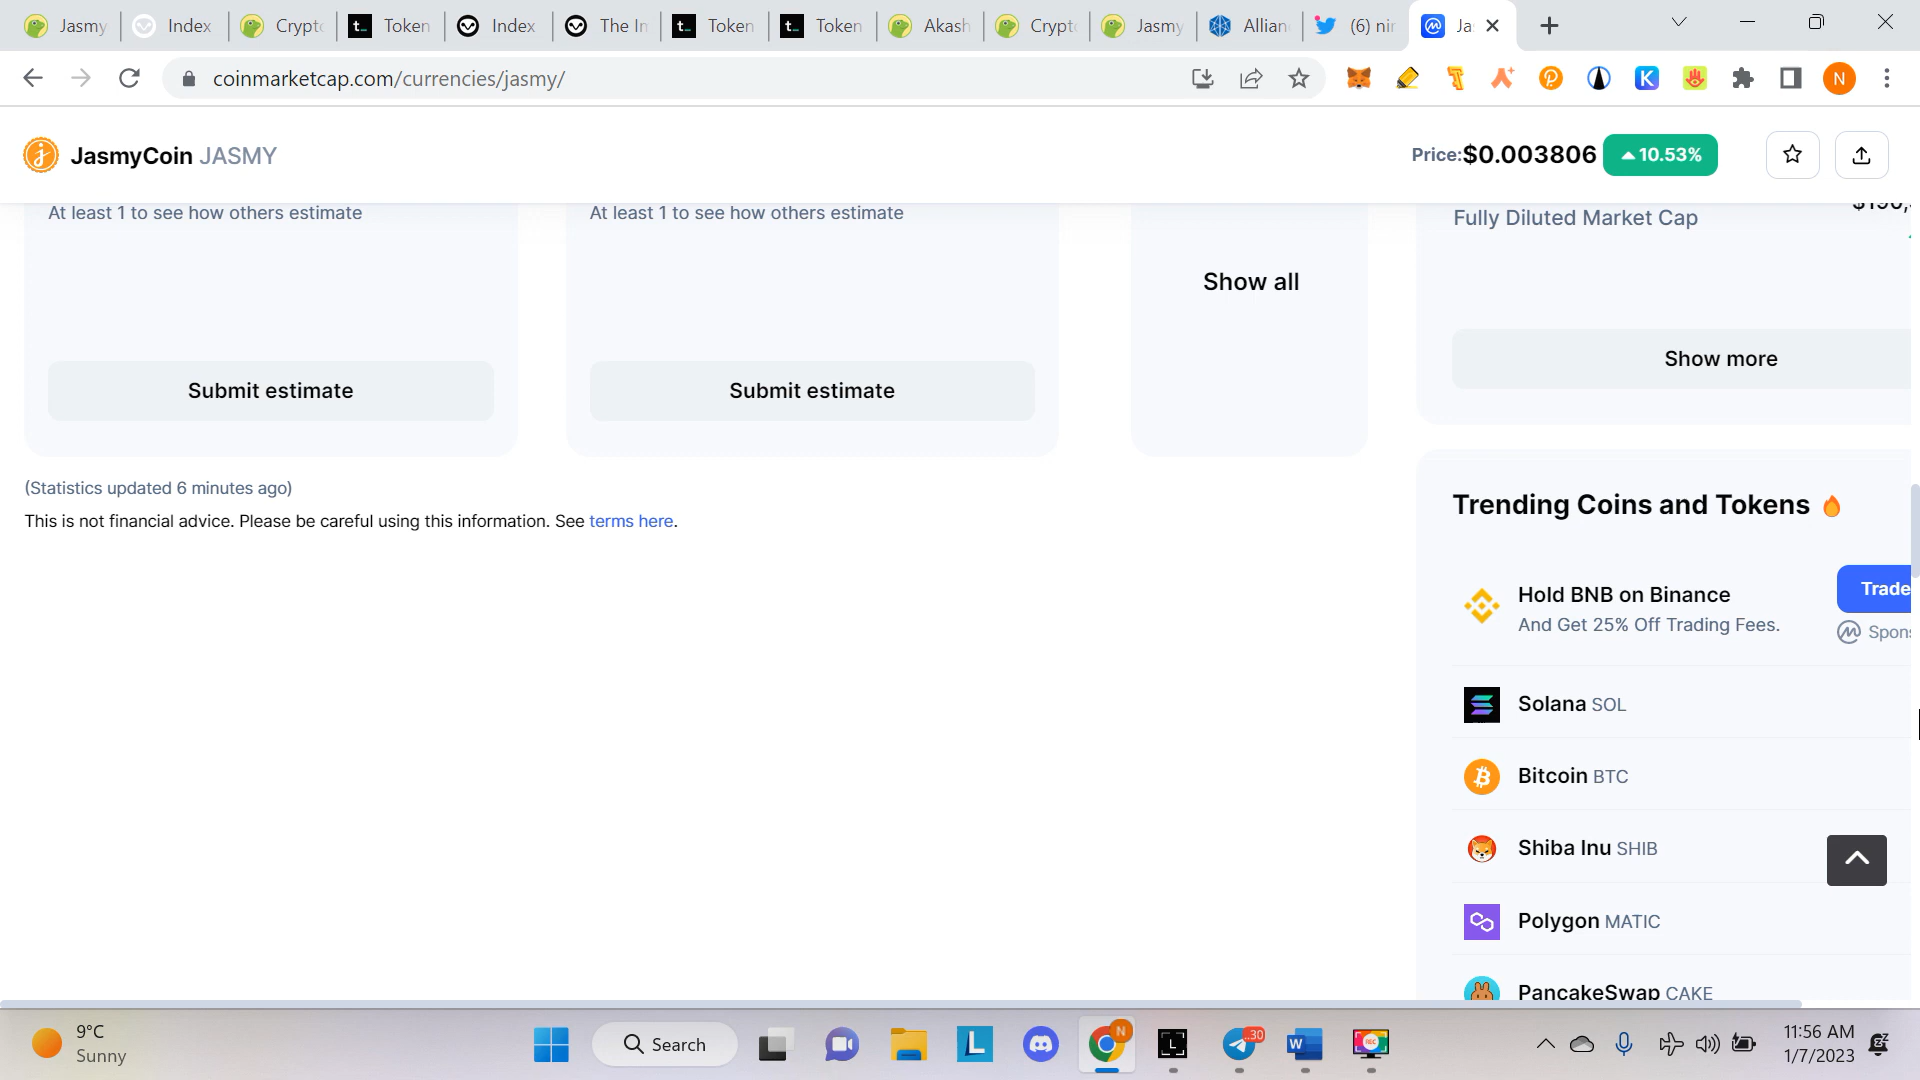 Jasmy
Index
Crypt
Token
Index
The In
Token
Token
Akash
Crypt
Jasmy
Allian
(6) nir
Ja
coinmarketcap.com/currencies/jasmy/
N
JasmyCoin JASMY
Price:$0.003806
10.53%
At least 1 to see how others estimate
At least 1 to see how others estimate
Fully Diluted Market Cap
Show all
Show more
Submit estimate
Submit estimate
(Statistics updated 6 minutes ago)
This is not financial advice. Please be careful using this information. See terms here.
Trending Coins and Tokens
Hold BNB on Binance
And Get 25% Off Trading Fees.
Trade
Spons
Solana SOL
Bitcoin BTC
Shiba Inu SHIB
Polygon MATIC
PancakeSwap CAKE
9°C
Sunny
Search
N
..30
REC
11:56 AM
1/7/2023